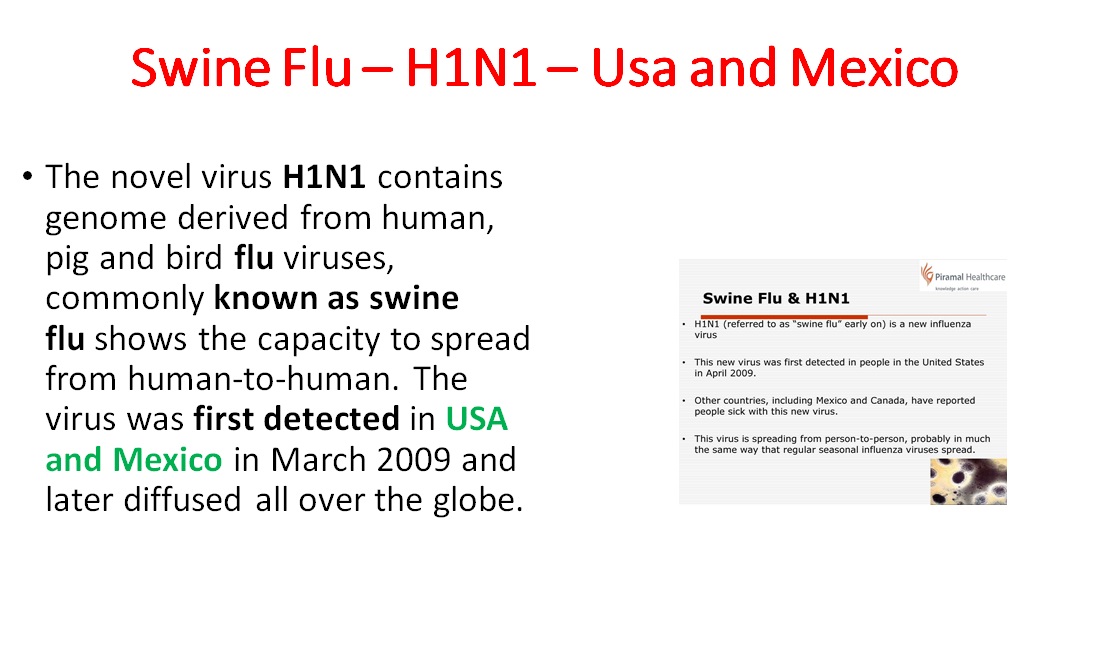 Swine Flu – H1N1 – Usa and Mexico
• The novel virus H1N1 contains
genome derived from human,
pig and bird flu viruses,
commonly known as swine
flu shows the capacity to spread
from human-to-human. The
virus was first detected in USA
and Mexico in March 2009 and
later diffused all over the globe.
Piramal Healthcare
knowledge action care
Swine Flu & H1N1
• H1N1 (referred to as “swine flu” early on) is a new influenza
virus
• This new virus was first detected in people in the United States
in April 2009.
• Other countries, including Mexico and Canada, have reported
people sick with this new virus.
• This virus is spreading from person-to-person, probably in much
the same way that regular seasonal influenza viruses spread.